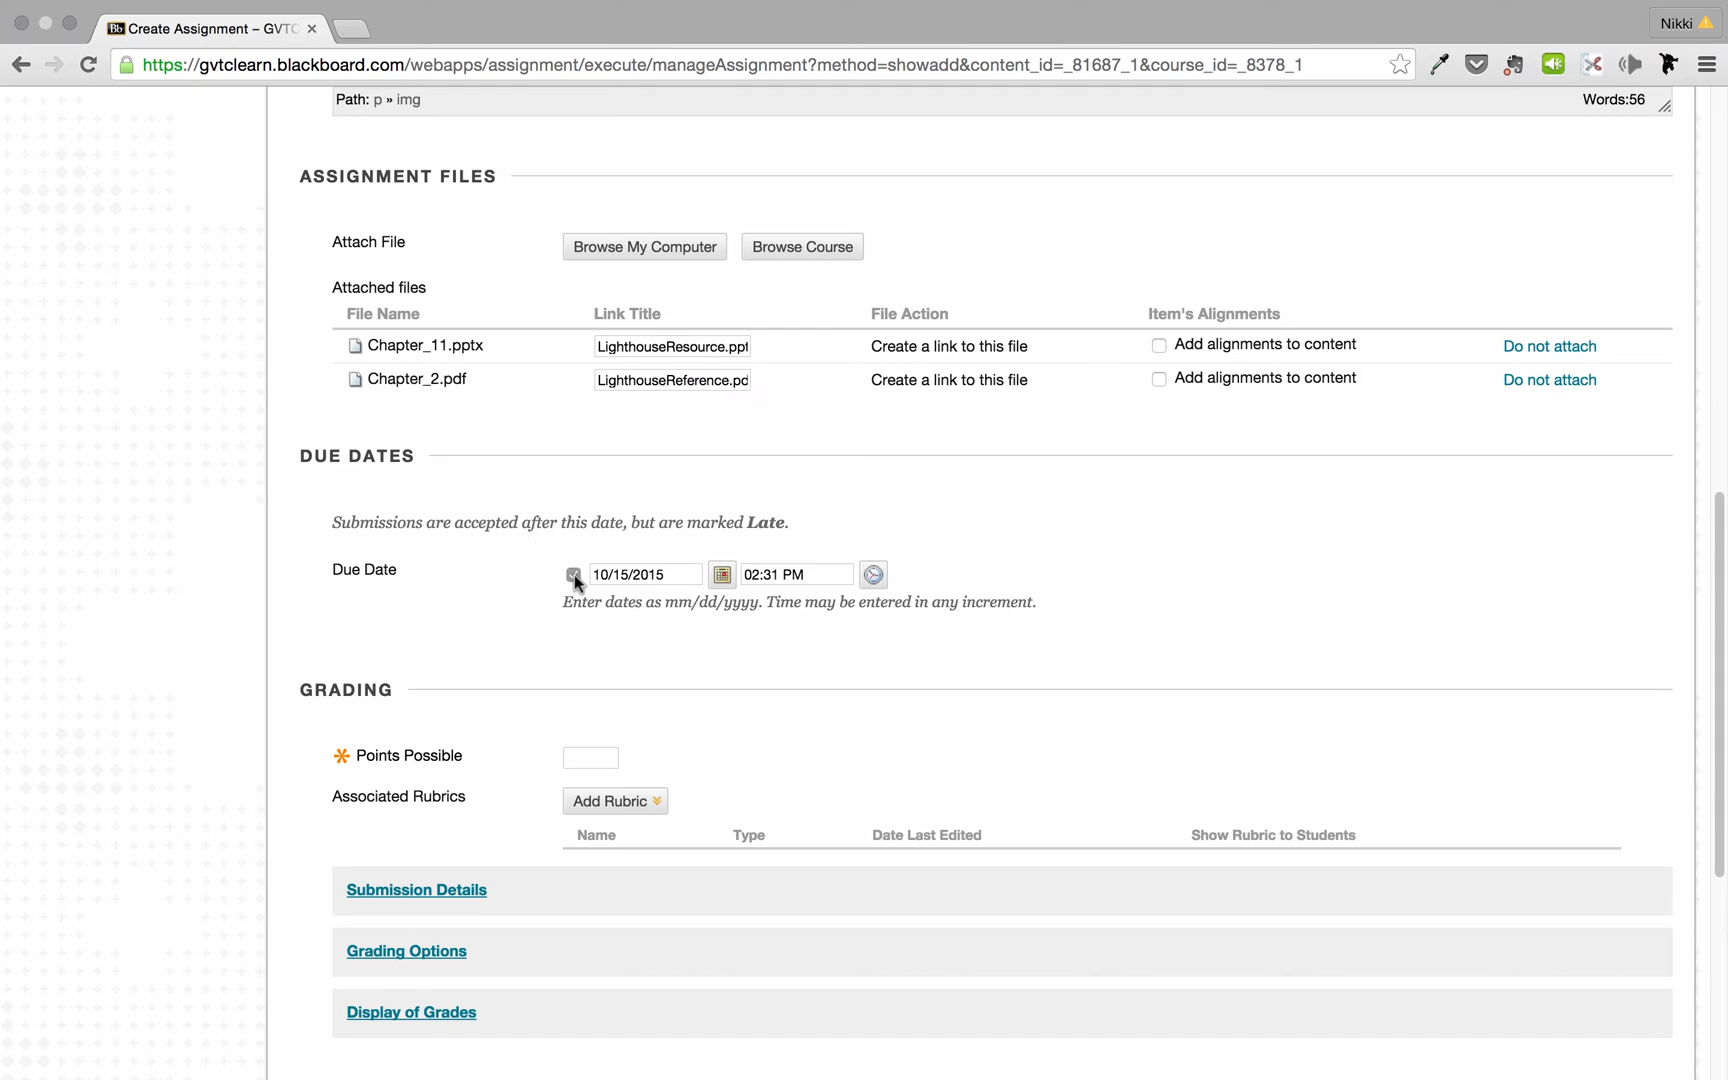 Bb Create Assignment – GVTC
Nikki
https://gvtclearn.blackboard.com/webapps/assignment/execute/manageAssignment?method=showadd&content_id=_81687_1&course_id=_8378_1
Path: p » img Words:56
ASSIGNMENT FILES
Attach File Browse My Computer Browse Course
Attached files
File Name Link Title File Action Item's Alignments
Chapter_11.pptx LighthouseResource.ppt Create a link to this file Add alignments to content Do not attach
Chapter_2.pdf LighthouseReference.pd Create a link to this file Add alignments to content Do not attach
DUE DATES
Submissions are accepted after this date, but are marked Late.
Due Date 10/15/2015 02:31 PM
Enter dates as mm/dd/yyyy. Time may be entered in any increment.
GRADING
Points Possible
Associated Rubrics Add Rubric
Name Type Date Last Edited Show Rubric to Students
Submission Details
Grading Options
Display of Grades